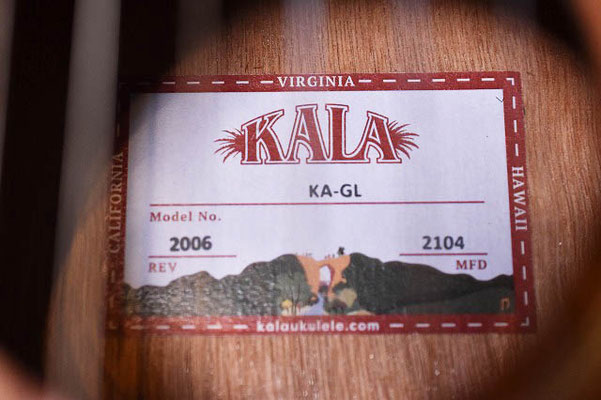 VIRGINIA
KALA
KA-GL
Model No.
2006 2104
REV MFD
CALIFORNIA
HAWAII
kalaukulele.com